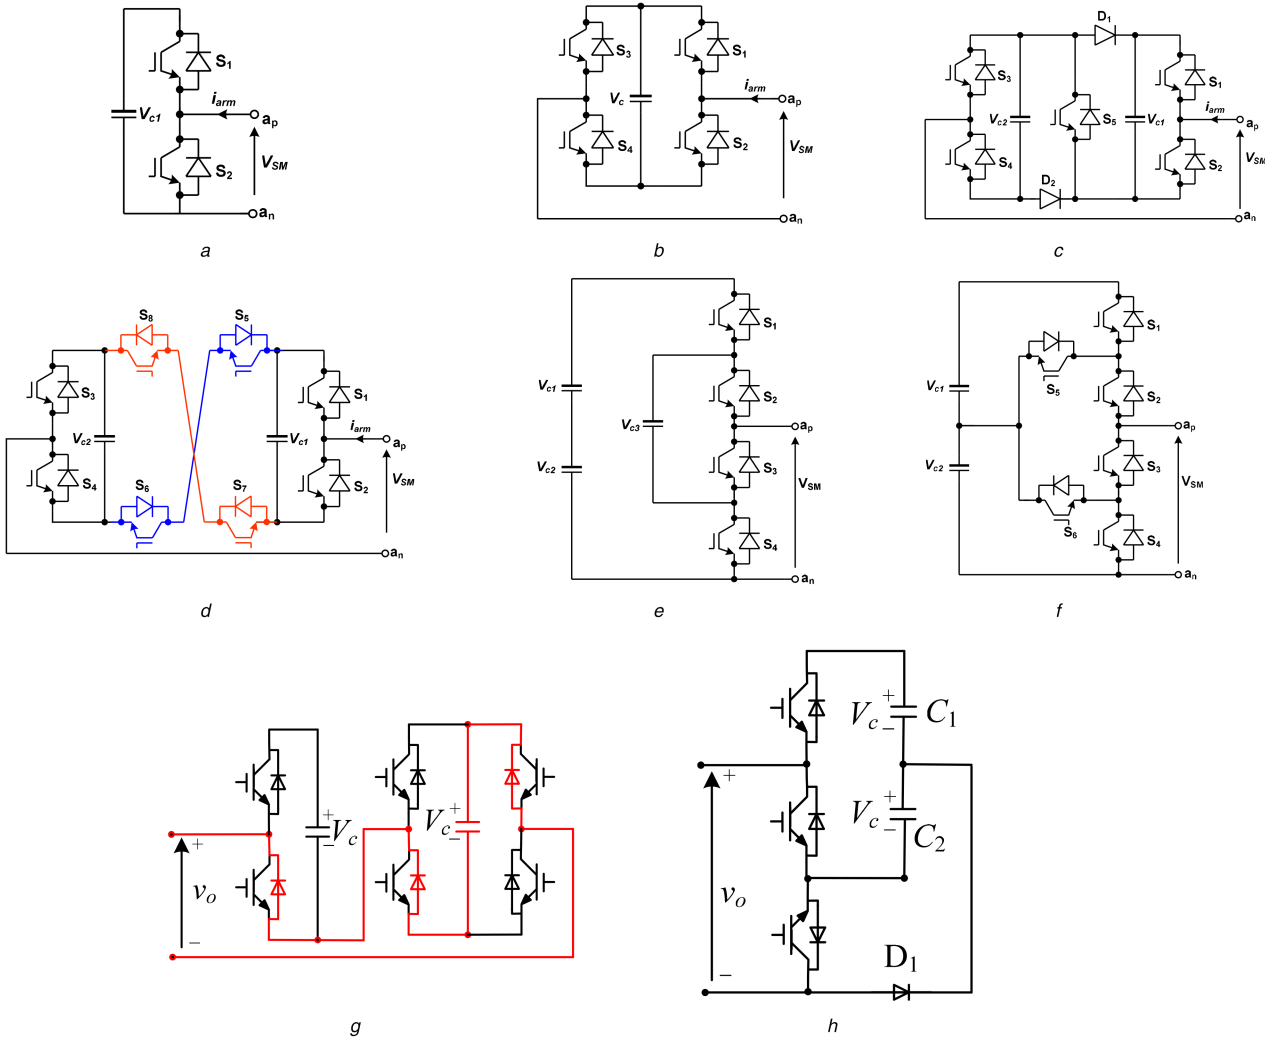 S1
Vc1
iarm
ap
VSM
S2
an
a
S3
S1
Vc
iarm
ap
S4
S2
VSM
an
b
D1
S3
S1
Vc2
S5
Vc1
iarm
ap
S4
S2
VSM
D2
an
c
S8
S5
S3
S1
Vc2
Vc1
iarm
ap
S4
S2
VSM
S6
S7
an
d
S1
Vc1
S2
Vc3
ap
Vc2
S3
VSM
S4
an
e
S1
S5
Vc1
S2
ap
Vc2
S3
VSM
S6
S4
an
f
+
− Vc
+
Vc −
+
vo
−
g
+
Vc − C1
+
+
Vc − C2
vo
D1
−
h